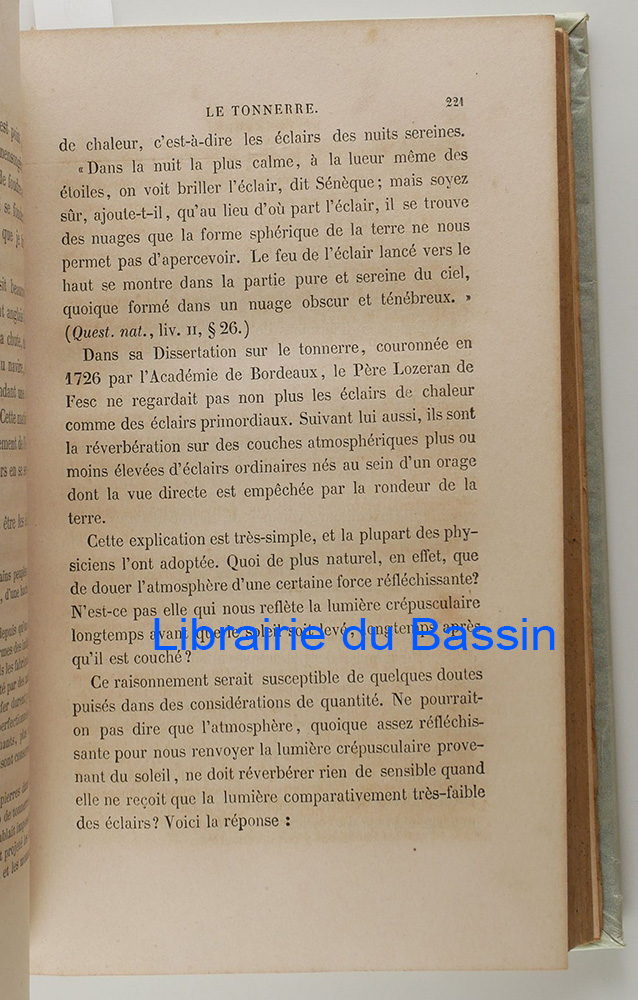 LE TONNERRE. 221
de chaleur, c'est-à-dire les éclairs des nuits sereines.
« Dans la nuit la plus calme, à la lueur même des
étoiles, on voit briller l'éclair, dit Sénèque; mais soyez
sûr, ajoute-t-il, qu'au lieu d'où part l'éclair, il se trouve
des nuages que la forme sphérique de la terre ne nous
permet pas d'apercevoir. Le feu de l'éclair lancé vers le
haut se montre dans la partie pure et sereine du ciel,
quoique formé dans un nuage obscur et ténébreux. »
(Quest. nat., liv. II, § 26.)
Dans sa Dissertation sur le tonnerre, couronnée en
1726 par l'Académie de Bordeaux, le Père Lozeran de
Fesc ne regardait pas non plus les éclairs de chaleur
comme des éclairs primordiaux. Suivant lui aussi, ils sont
la réverbération sur des couches atmosphériques plus ou
moins élevées d'éclairs ordinaires nés au sein d'un orage
dont la vue directe est empêchée par la rondeur de la
terre.
Cette explication est très-simple, et la plupart des phy-
siciens l'ont adoptée. Quoi de plus naturel, en effet, que
de douer l'atmosphère d'une certaine force réfléchissante?
N'est-ce pas elle qui nous reflète la lumière crépusculaire
longtemps avant que le soleil soit levé, longtemps après
qu'il est couché?
Librairie du Bassin
Ce raisonnement serait susceptible de quelques doutes
puisés dans des considérations de quantité. Ne pourrait-
on pas dire que l'atmosphère, quoique assez réfléchis-
sante pour nous renvoyer la lumière crépusculaire prove-
nant du soleil, ne doit réverbérer rien de sensible quand
elle ne reçoit que la lumière comparativement très-faible
des éclairs? Voici la réponse :